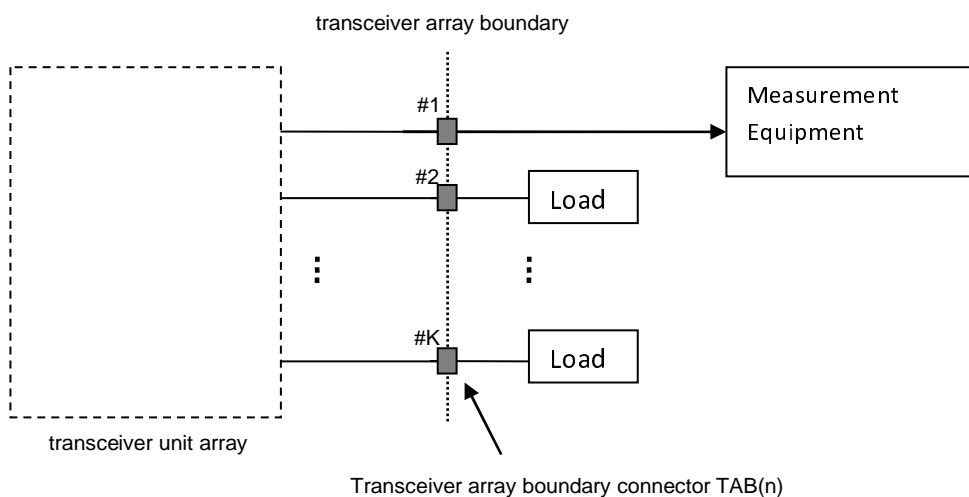 transceiver array boundary
#1
Measurement
Equipment
#2
Load
#K
Load
transceiver unit array
Transceiver array boundary connector TAB(n)